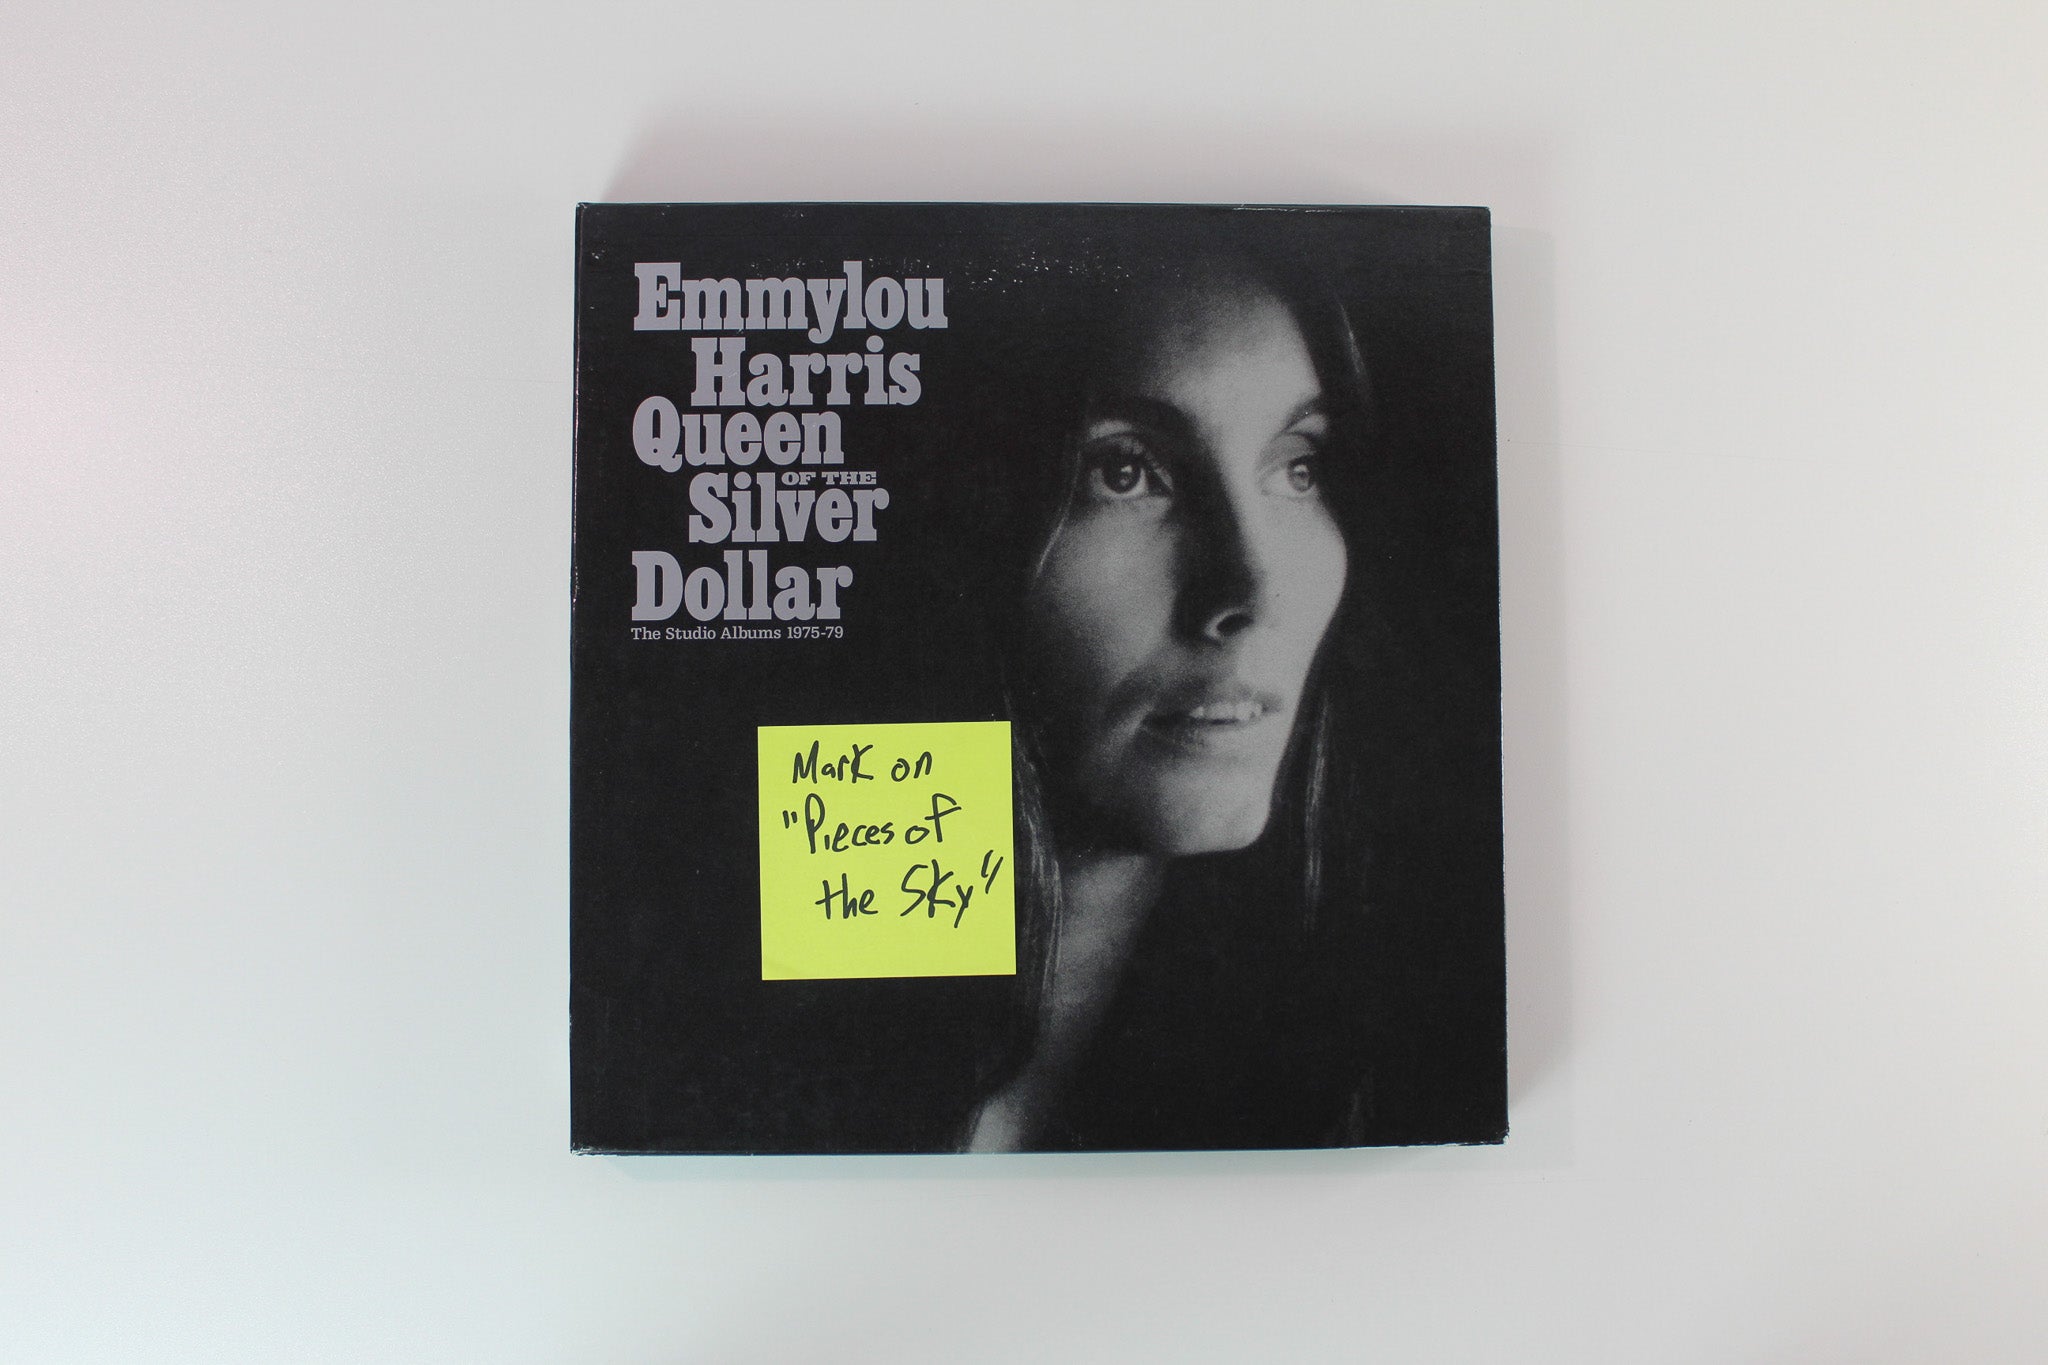 Emmylou
Harris
Queen
OF THE
Silver
Dollar
The Studio Albums 1975-79
Mark on
"Pieces of
the Sky"